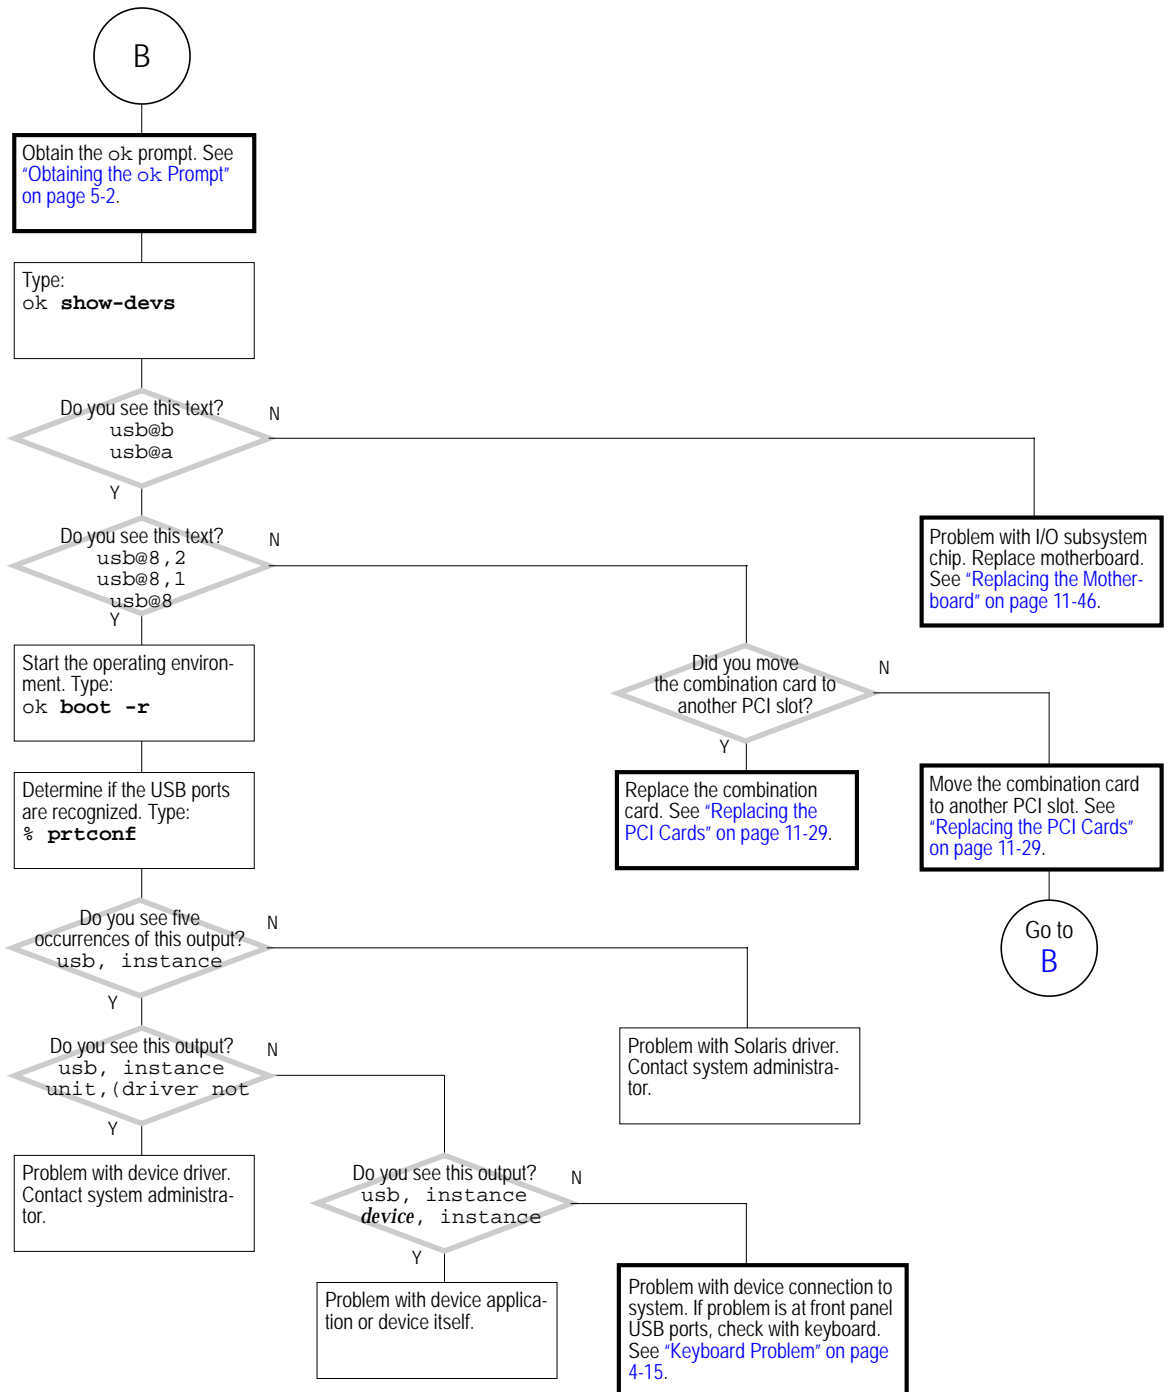 B
Obtain the ok prompt. See
"Obtaining the ok Prompt"
on page 5-2.
Type:
ok show-devs
Do you see this text?
usb@b
usb@a
N
Y
Do you see this text?
usb@8,2
usb@8,1
usb@8
N
Y
Problem with I/O subsystem
chip. Replace motherboard.
See "Replacing the Mother-
board" on page 11-46.
Start the operating environ-
ment. Type:
ok boot -r
Did you move
the combination card to
another PCI slot?
N
Y
Determine if the USB ports
are recognized. Type:
% prtconf
Replace the combination
card. See "Replacing the
PCI Cards" on page 11-29.
Move the combination card
to another PCI slot. See
"Replacing the PCI Cards"
on page 11-29.
Go to
B
Do you see five
occurrences of this output?
usb, instance
N
Y
Do you see this output?
usb, instance
unit,(driver not
N
Y
Problem with Solaris driver.
Contact system administra-
tor.
Problem with device driver.
Contact system administra-
tor.
Do you see this output?
usb, instance
device, instance
N
Y
Problem with device applica-
tion or device itself.
Problem with device connection to
system. If problem is at front panel
USB ports, check with keyboard.
See "Keyboard Problem" on page
4-15.